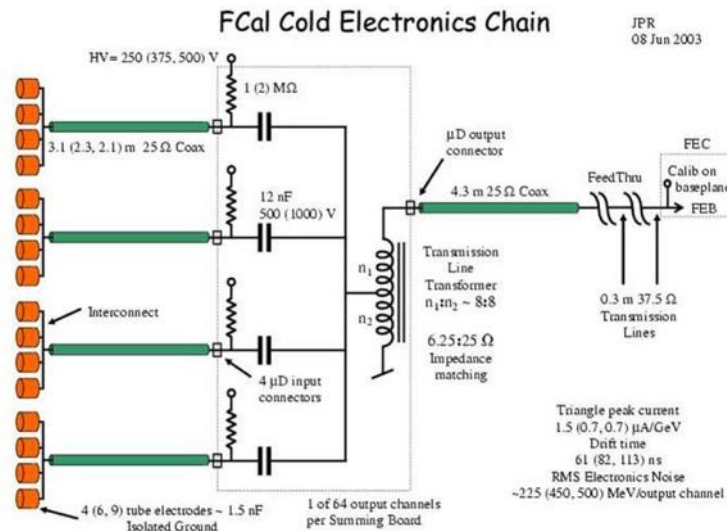 FCal Cold Electronics Chain
JPR
08 Jun 2003
HV= 250 (375, 500) V
1 (2) MΩ
3.1 (2.3, 2.1) m 25 Ω Coax
12 nF
500 (1000) V
Interconnect
4 µD input
connectors
4 (6, 9) tube electrodes ~ 1.5 nF
Isolated Ground
1 of 64 output channels
per Summing Board
n1
n2
µD output
connector
4.3 m 25 Ω Coax
Transmission
Line
Transformer
n1:n2 ~ 8:8
6.25:25 Ω
Impedance
matching
FeedThru
FEC
Calib on
baseplane
FEB
0.3 m 37.5 Ω
Transmission
Lines
Triangle peak current
1.5 (0.7, 0.7) µA/GeV
Drift time
61 (82, 113) ns
RMS Electronics Noise
~225 (450, 500) MeV/output channel